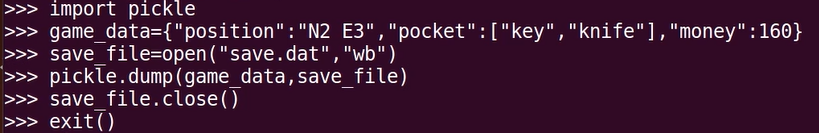 >>> import pickle
>>> game_data={"position":"N2 E3","pocket":["key","knife"],"money":160}
>>> save_file=open("save.dat","wb")
>>> pickle.dump(game_data,save_file)
>>> save_file.close()
>>> exit()